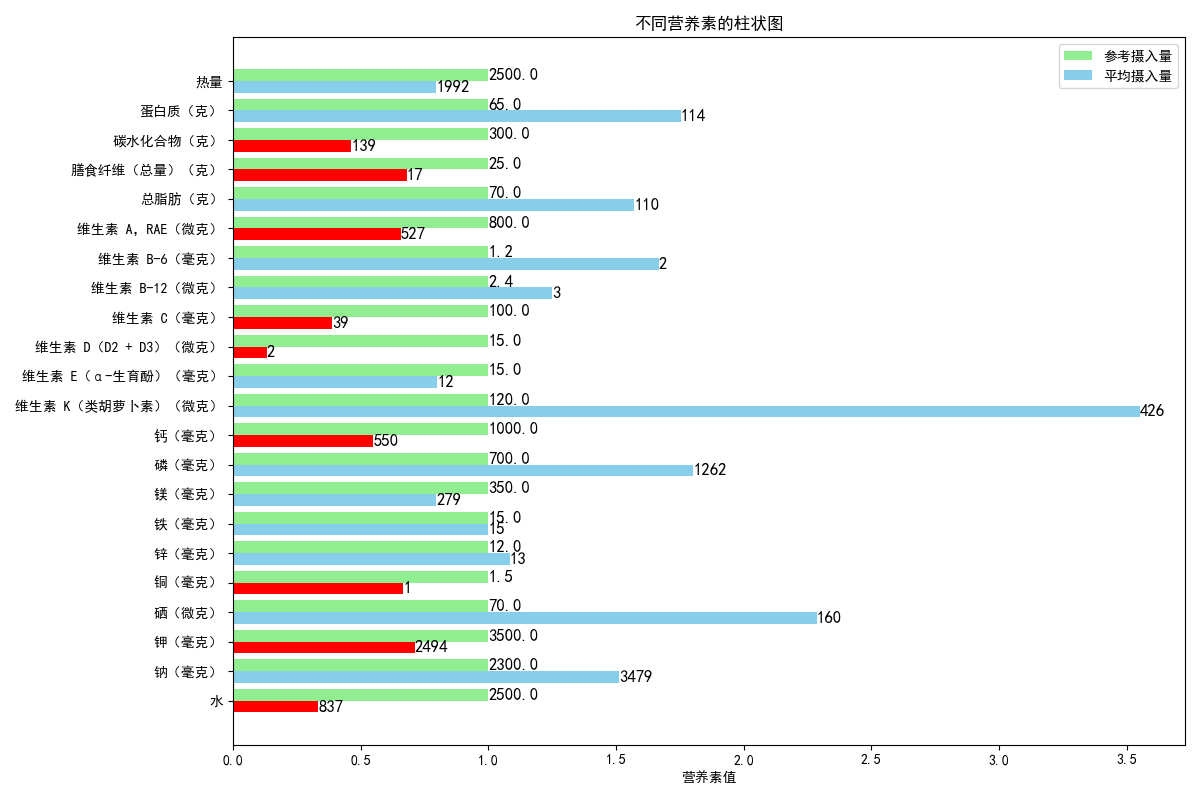 不同营养素的柱状图
参考摄入量
平均摄入量
热量 2500.0
1992
蛋白质（克） 65.0
114
碳水化合物（克） 300.0
139
膳食纤维（总量）（克） 25.0
17
总脂肪（克） 70.0
110
维生素 A，RAE（微克） 800.0
527
维生素 B-6（毫克） 1.2
2
维生素 B-12（微克） 2.4
3
维生素 C（毫克） 100.0
39
维生素 D（D2 + D3）（微克） 15.0
2
维生素 E（α-生育酚）（毫克） 15.0
12
维生素 K（类胡萝卜素）（微克） 120.0
426
钙（毫克） 1000.0
550
磷（毫克） 700.0
1262
镁（毫克） 350.0
279
铁（毫克） 15.0
15
锌（毫克） 12.0
13
铜（毫克） 1.5
1
硒（微克） 70.0
160
钾（毫克） 3500.0
2494
钠（毫克） 2300.0
3479
水 2500.0
837
0.0 0.5 1.0 1.5 2.0 2.5 3.0 3.5
营养素值